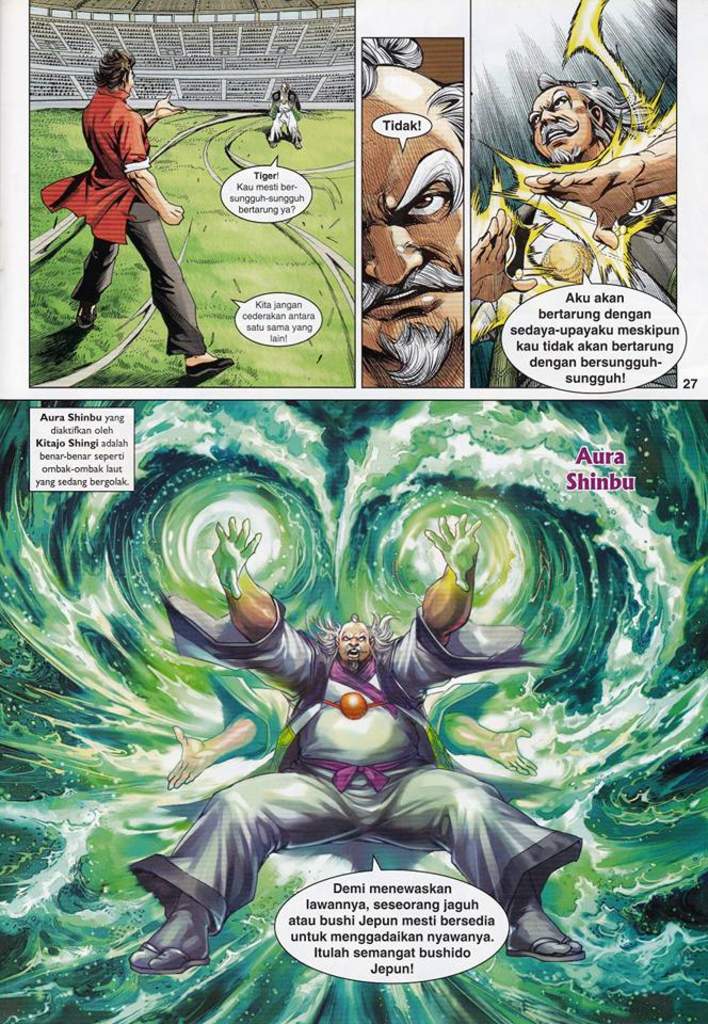 Tiger!
Kau mesti ber-
sungguh-sungguh
bertarung ya?
Kita jangan
cederakan antara
satu sama yang
lain!
Tidak!
Aku akan
bertarung dengan
sedaya-upayaku meskipun
kau tidak akan bertarung
dengan bersungguh-
sungguh!
27
Aura Shinbu yang
diaktifkan oleh
Kitajo Shingi adalah
benar-benar seperti
ombak-ombak laut
yang sedang bergolak.
Aura
Shinbu
Demi menewaskan
lawannya, seseorang jaguh
atau bushi Jepun mesti bersedia
untuk menggadaikan nyawanya.
Itulah semangat bushido
Jepun!